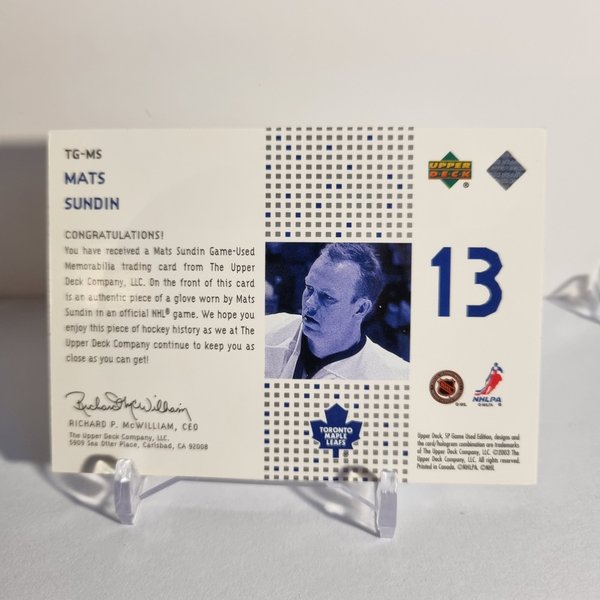 TG-MS
MATS
SUNDIN
CONGRATULATIONS!
You have received a Mats Sundin Game-Used
Memorabilia trading card from The Upper
Deck Company, LLC. On the front of this card
is an authentic piece of a glove worn by Mats
Sundin in an official NHL® game. We hope you
enjoy this piece of hockey history as we at The
Upper Deck Company continue to keep you as
close as you can get!
Richard P. McWilliam
RICHARD P. McWILLIAM, CEO
The Upper Deck Company, LLC
5909 Sea Otter Place, Carlsbad, CA 92008
TORONTO
MAPLE
LEAFS
UPPER
DECK
®
13
NHLPA
Upper Deck, SP Game Used Edition, designs and
the card/hologram combination are trademarks
of The Upper Deck Company, LLC. ©2003 The
Upper Deck Company, LLC. All rights reserved.
Printed in Canada. ©NHLPA. ©NHL